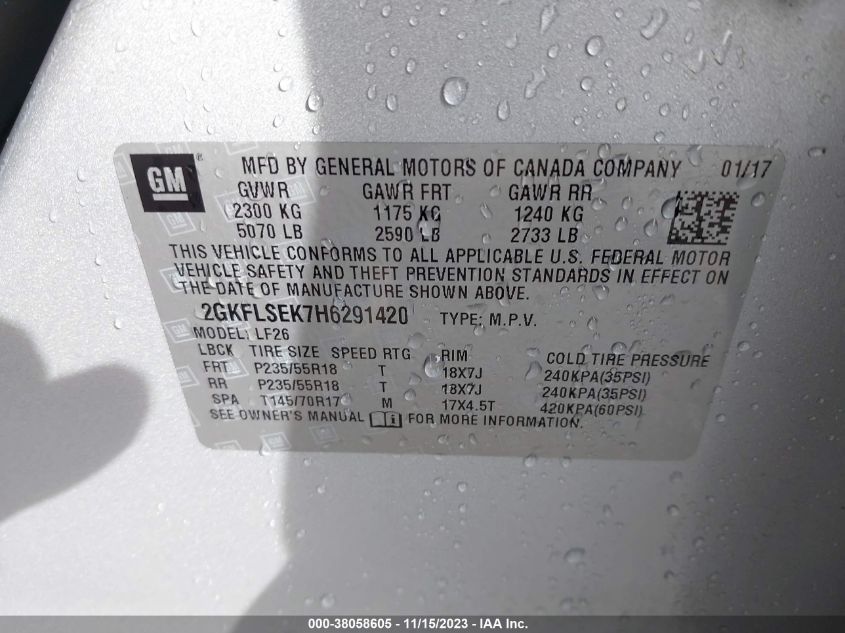 GM ® MFD BY GENERAL MOTORS OF CANADA COMPANY 01/17
GVWR GAWR FRT GAWR RR
2300 KG 1175 KG 1240 KG
5070 LB 2590 LB 2733 LB
THIS VEHICLE CONFORMS TO ALL APPLICABLE U.S. FEDERAL MOTOR
VEHICLE SAFETY AND THEFT PREVENTION STANDARDS IN EFFECT ON
THE DATE OF MANUFACTURE SHOWN ABOVE.
2GKFLSEK7H6291420 TYPE: M.P.V.
MODEL: LF26
LBCK TIRE SIZE SPEED RTG RIM COLD TIRE PRESSURE
FRT P235/55R18 T 18X7J 240KPA(35PSI)
RR P235/55R18 T 18X7J 240KPA(35PSI)
SPA T145/70R17 M 17X4.5T 420KPA(60PSI)
SEE OWNER'S MANUAL i FOR MORE INFORMATION.
000-38058605 - 11/15/2023 - IAA Inc.